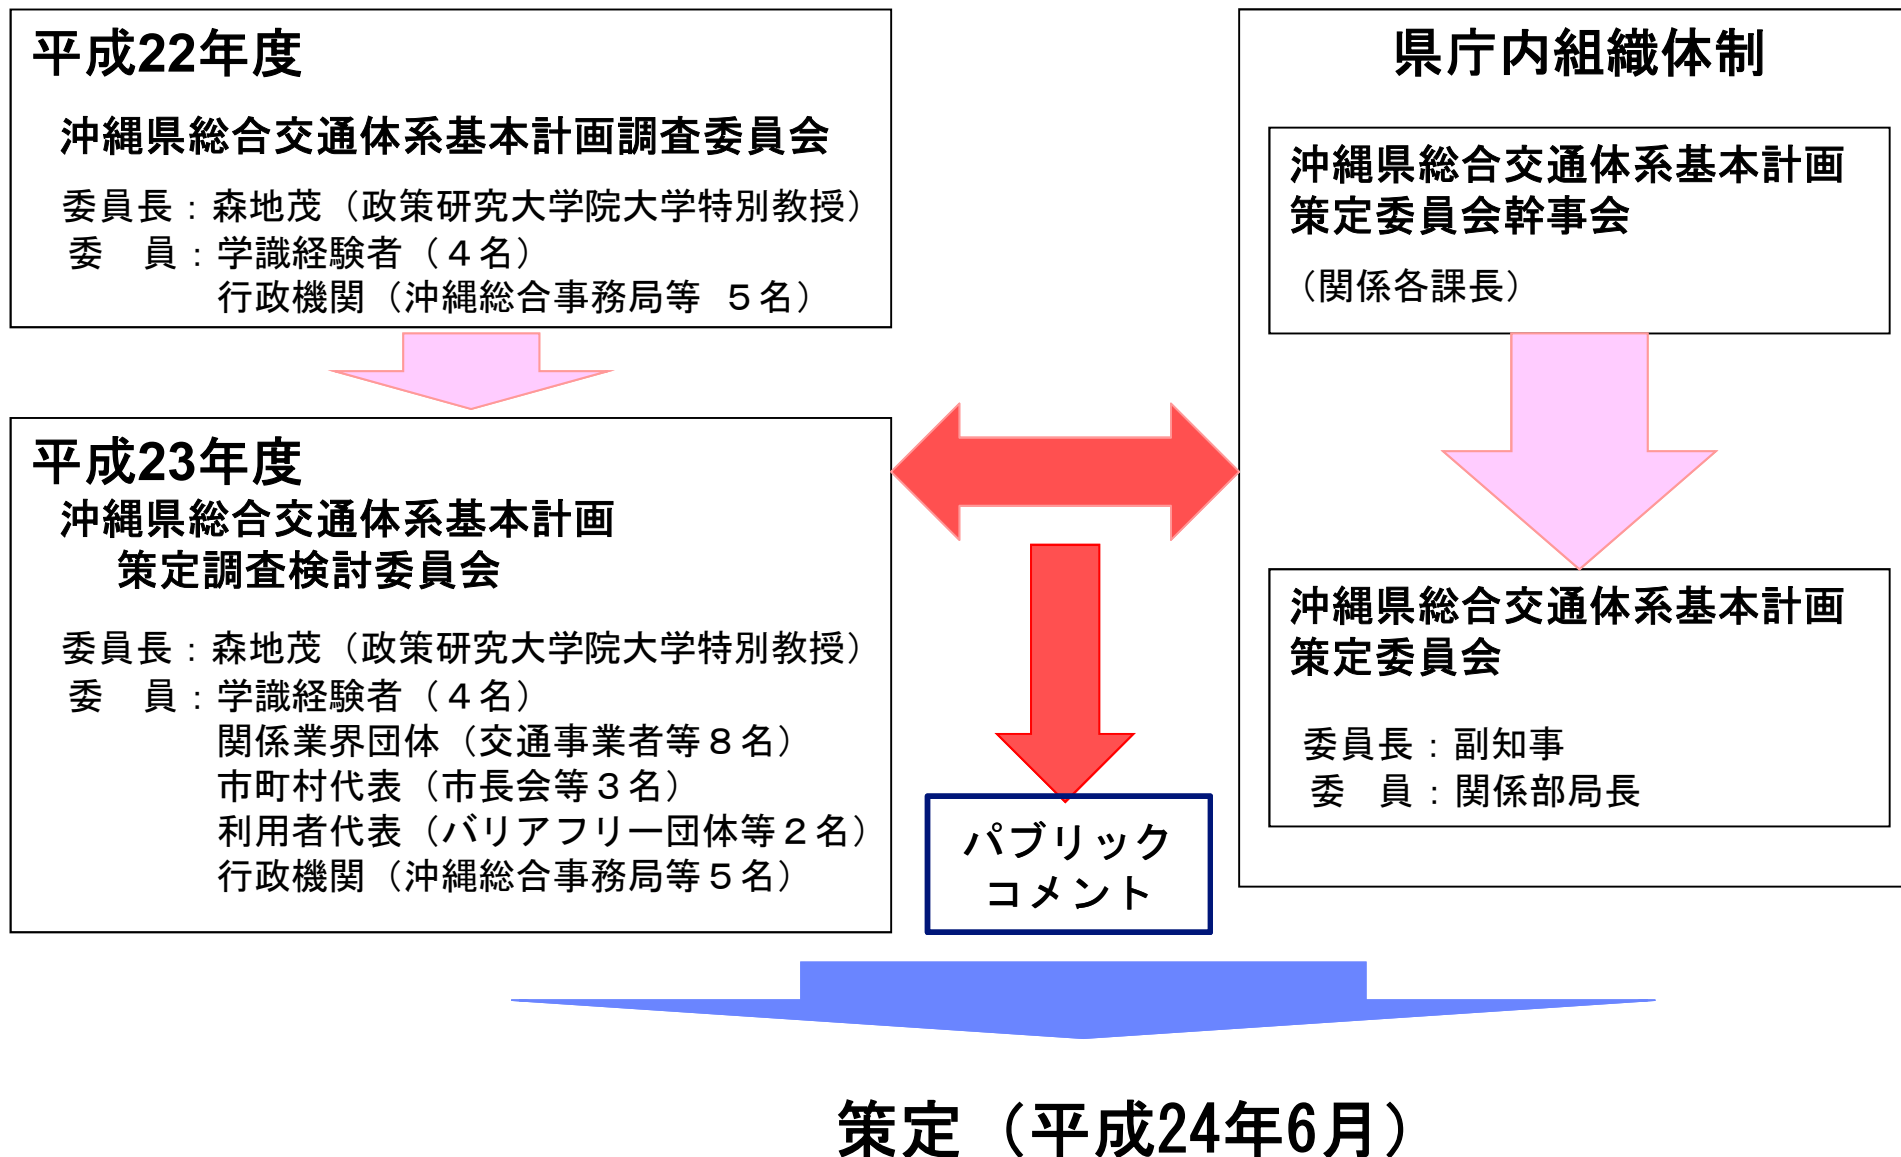 平成22年度
沖縄県総合交通体系基本計画調査委員会
委員長：森地茂（政策研究大学院大学特別教授）
委　員：学識経験者（４名）
行政機関（沖縄総合事務局等　５名）
平成23年度
沖縄県総合交通体系基本計画
策定調査検討委員会
委員長：森地茂（政策研究大学院大学特別教授）
委　員：学識経験者（４名）
関係業界団体（交通事業者等８名）
市町村代表（市長会等３名）
利用者代表（バリアフリー団体等２名）
行政機関（沖縄総合事務局等５名）
県庁内組織体制
沖縄県総合交通体系基本計画
策定委員会幹事会
（関係各課長）
沖縄県総合交通体系基本計画
策定委員会
委員長：副知事
委　員：関係部局長
パブリック
コメント
策定（平成24年6月）